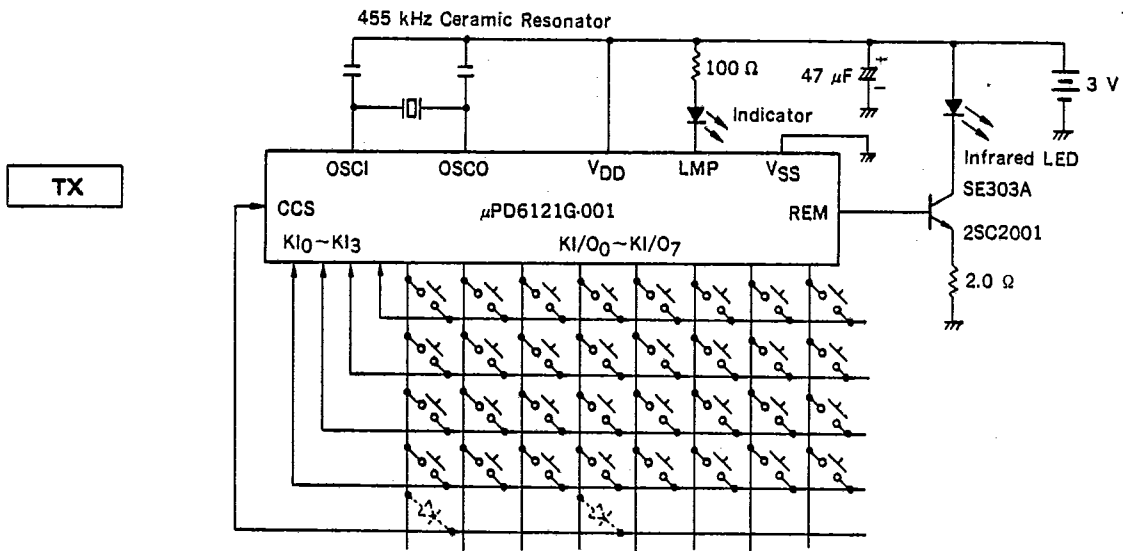 455 kHz Ceramic Resonator
100 Ω
47 μF
+
−
3 V
Indicator
Infrared LED
SE303A
TX
OSCI OSCO VDD LMP VSS
CCS μPD6121G-001 REM
KI0~KI3 KI/O0~KI/O7
2SC2001
2.0 Ω